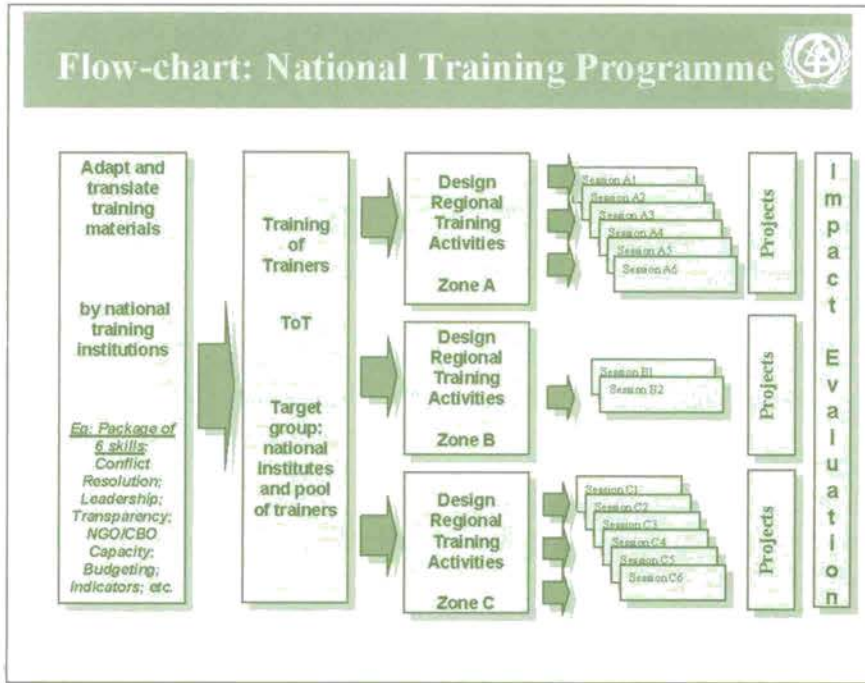 Flow-chart: National Training Programme
Adapt and
translate
training
materials
by national
training
institutions
Eg: Package of
6 skills:
Conflict
Resolution;
Leadership;
Transparency;
NGO/CBO
Capacity;
Budgeting;
Indicators; etc.
Training
of
Trainers
ToT
Target
group:
national
institutes
and pool
of trainers
Design
Regional
Training
Activities
Zone A
Session A1
Session A2
Session A3
Session A4
Session A5
Session A6
Projects
Design
Regional
Training
Activities
Zone B
Session B1
Session B2
Projects
Design
Regional
Training
Activities
Zone C
Session C1
Session C2
Session C3
Session C4
Session C5
Session C6
Projects
Impact Evaluation